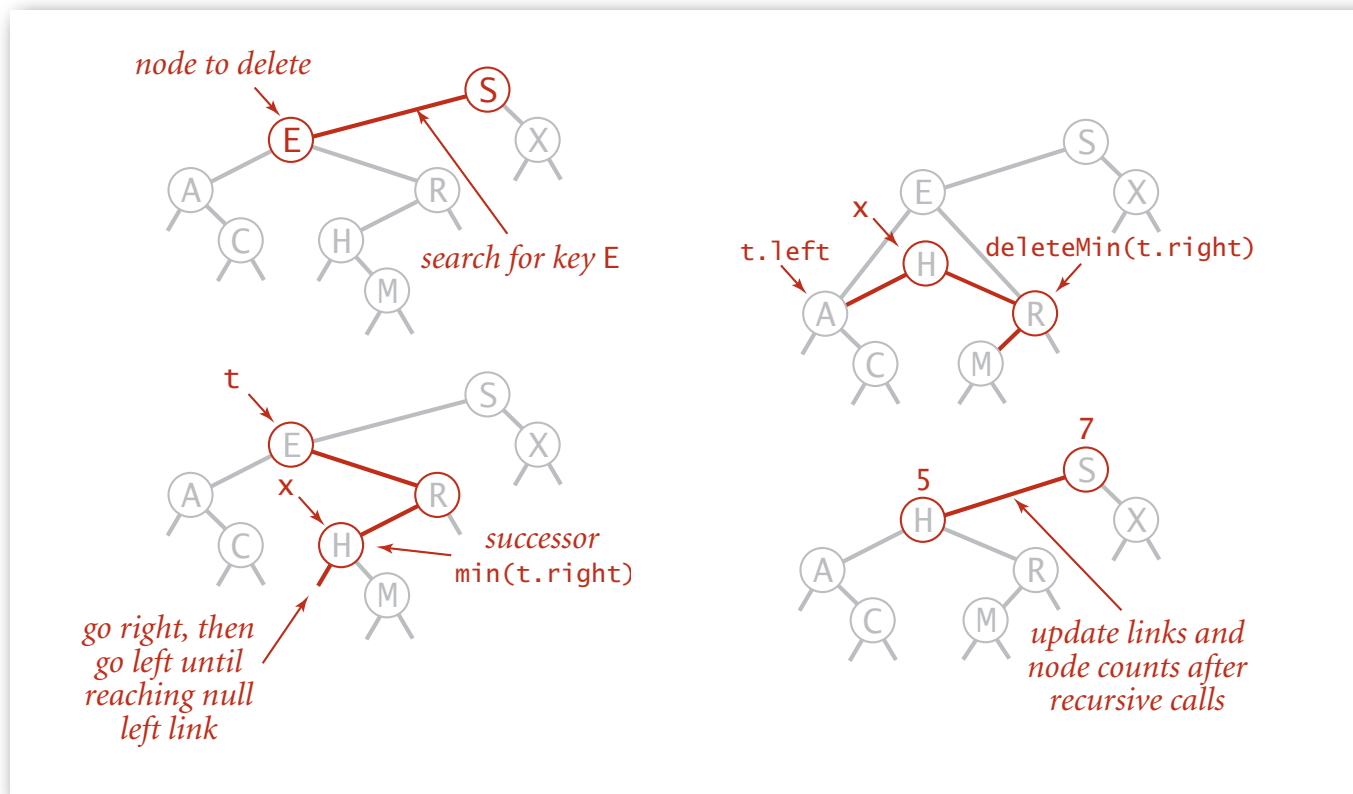 node to delete
S
E
X
A
R
C
H
search for key E
M
t
S
E
X
A
x
R
C
H
successor
min(t.right)
M
go right, then
go left until
reaching null
left link
S
E
X
x
t.left
H
deleteMin(t.right)
A
R
C
M
7
S
5
H
X
A
R
C
M
update links and
node counts after
recursive calls